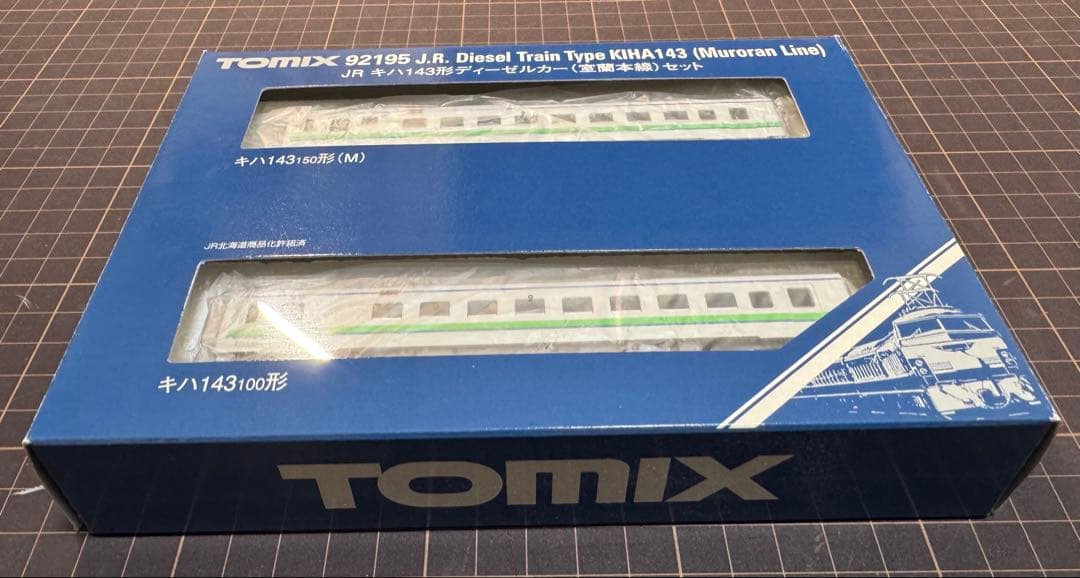 TOMIX 92195 J.R. Diesel Train Type KIHA143 (Muroran Line)
JR キハ143形ディーゼルカー(室蘭本線)セット
キハ143150形(M)
JR北海道商品化許諾済
キハ143100形
TOMIX